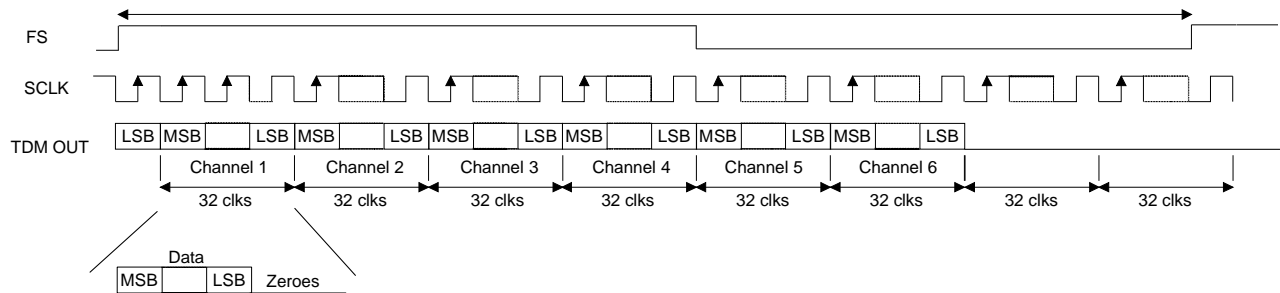 FS
SCLK
TDM OUT
LSB MSB LSB MSB LSB MSB LSB MSB LSB MSB LSB MSB LSB
Channel 1 Channel 2 Channel 3 Channel 4 Channel 5 Channel 6
32 clks 32 clks 32 clks 32 clks 32 clks 32 clks 32 clks 32 clks
Data
MSB LSB Zeroes